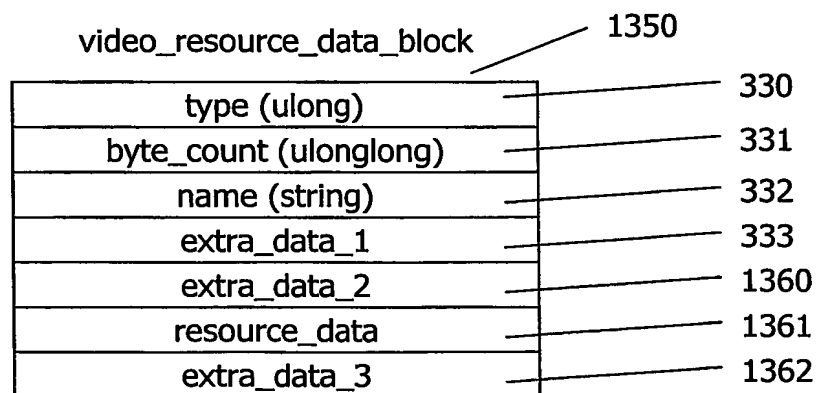 video_resource_data_block 1350
type (ulong) 330
byte_count (ulonglong) 331
name (string) 332
extra_data_1 333
extra_data_2 1360
resource_data 1361
extra_data_3 1362